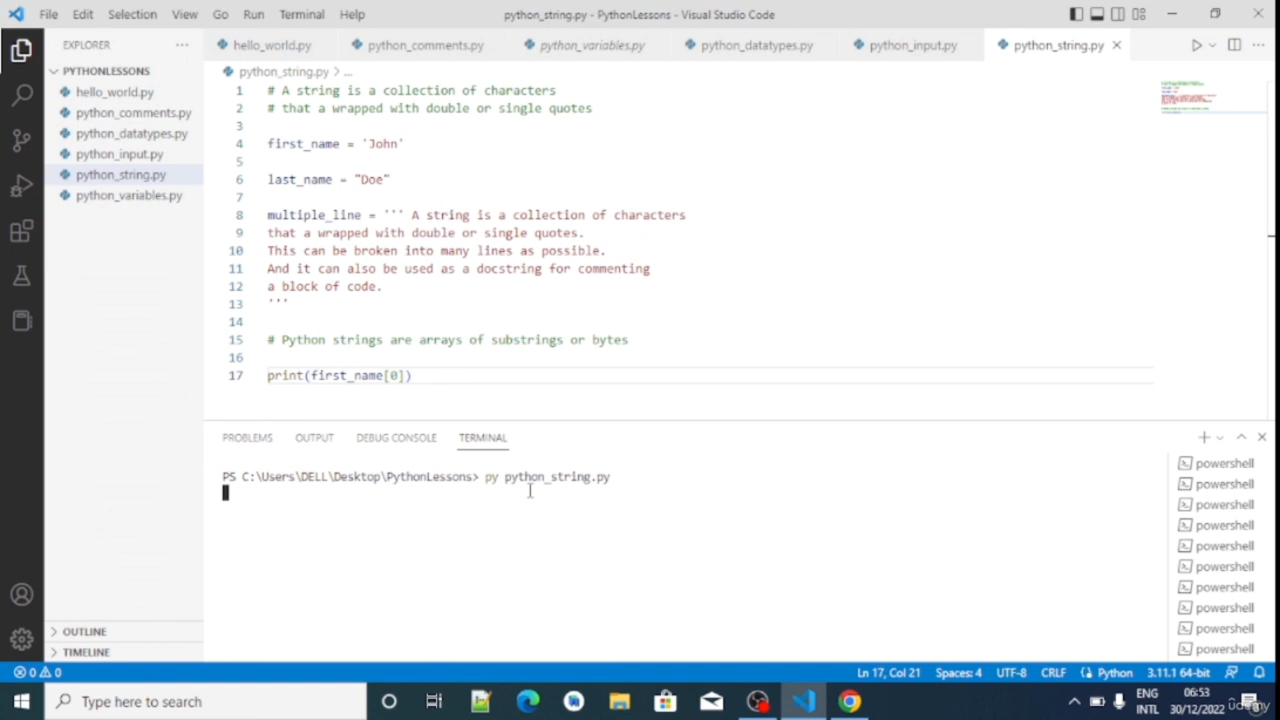 File Edit Selection View Go Run Terminal Help python_string.py - PythonLessons - Visual Studio Code
EXPLORER
hello_world.py python_comments.py python_variables.py python_datatypes.py python_input.py python_string.py
PYTHONLESSONS
hello_world.py
python_comments.py
python_datatypes.py
python_input.py
python_string.py
python_variables.py
OUTLINE
TIMELINE
python_string.py > ...
1 # A string is a collection of characters
2 # that a wrapped with double or single quotes
3
4 first_name = 'John'
5
6 last_name = "Doe"
7
8 multiple_line = ''' A string is a collection of characters
9 that a wrapped with double or single quotes.
10 This can be broken into many lines as possible.
11 And it can also be used as a docstring for commenting
12 a block of code.
13 '''
14
15 # Python strings are arrays of substrings or bytes
16
17 print(first_name[0])
PROBLEMS OUTPUT DEBUG CONSOLE TERMINAL
PS C:\Users\DELL\Desktop\PythonLessons> py python_string.py
powershell
powershell
powershell
powershell
powershell
powershell
powershell
powershell
powershell
powershell
0 0 Ln 17, Col 21 Spaces: 4 UTF-8 CRLF Python 3.11.1 64-bit
Type here to search
ENG
INTL
06:53
30/12/2022
udemy